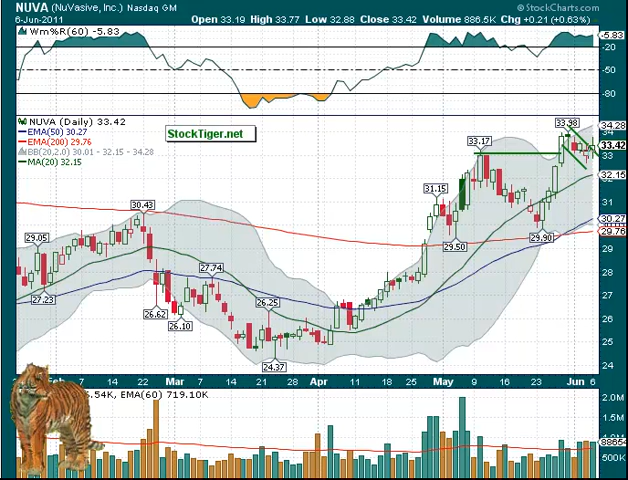 NUVA (NuVasive, Inc.) Nasdaq GM
© StockCharts.com
6-Jun-2011
Open 33.19 High 33.77 Low 32.88 Close 33.42 Volume 886.5K Chg +0.21 (+0.63%)
Wm%R(60) -5.83
-5.83
-20
-50
-80
NUVA (Daily) 33.42
EMA(50) 30.27
EMA(200) 29.76
BB(20,2.0) 30.01 - 32.15 - 34.28
MA(20) 32.15
StockTiger.net
33.98
34.28
33.42
33.17
33
32.15
31.15
31
30.43
30.27
29.76
29.90
29.50
29.05
29
28
27.74
27.23
27
26.62
26.25
26.10
26
25
24.37
24
7 14 22 Mar 7 14 21 28 Apr 11 18 25 May 9 16 23 Jun 6
6.54K, EMA(60) 719.10K
2.0M
1.5M
1.0M
500K